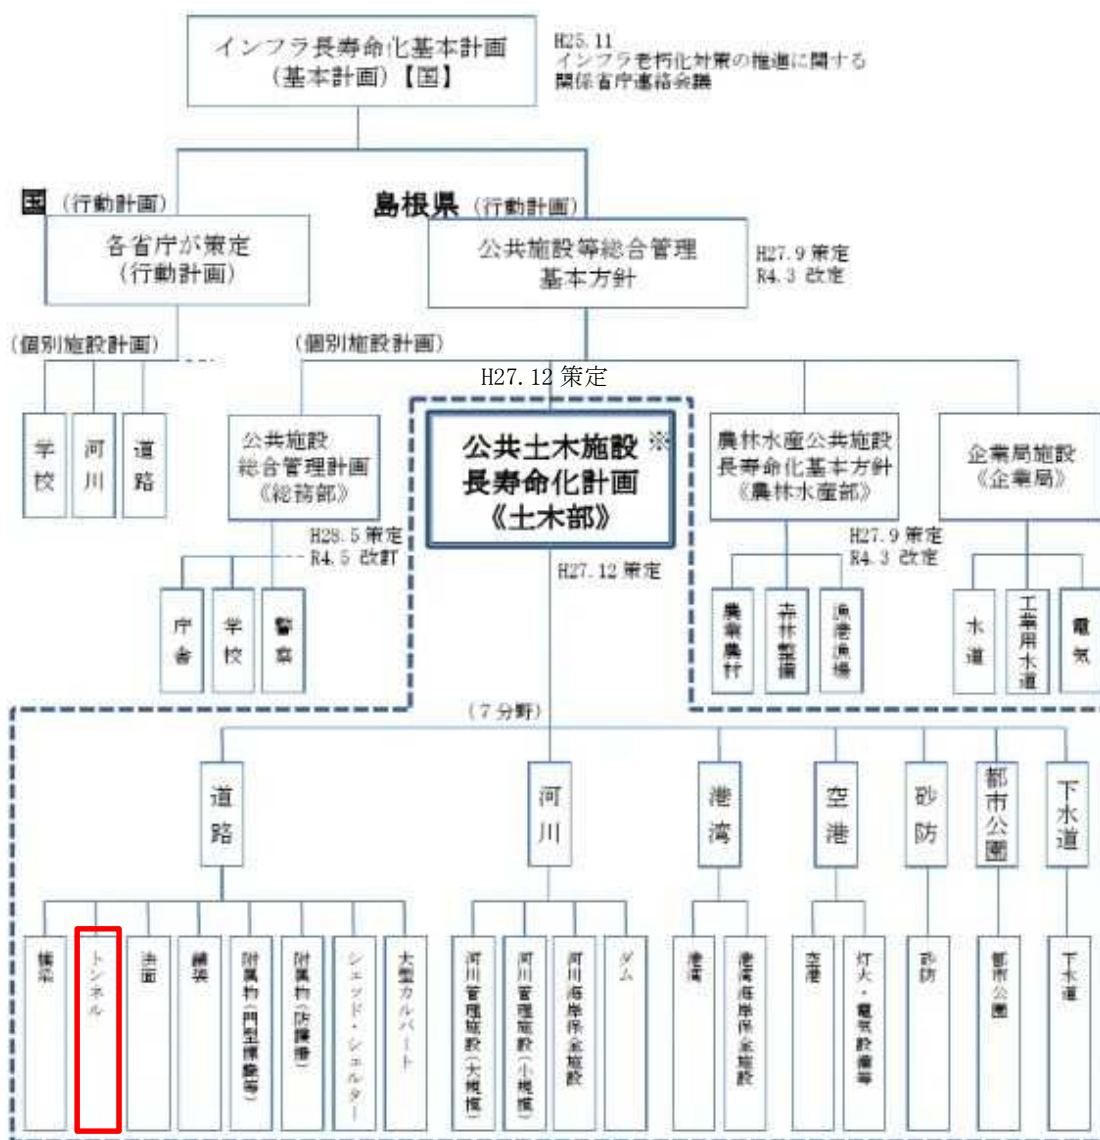 インフラ長寿命化基本計画
(基本計画)【国】
H25.11
インフラ老朽化対策の推進に関する
関係省庁連絡会議
国 (行動計画)
島根県 (行動計画)
各省庁が策定
(行動計画)
公共施設等総合管理
基本方針
H27.9 策定
R4.3 改定
(個別施設計画)
(個別施設計画)
H27.12 策定
学校
河川
道路
公共施設
総合管理計画
《総務部》
公共土木施設※
長寿命化計画
《土木部》
農林水産公共施設
長寿命化基本方針
《農林水産部》
企業局施設
《企業局》
H28.5 策定
R4.5 改訂
H27.12 策定
H27.9 策定
R4.3 改定
庁舎
学校
警察
農業農村
森林整備
漁港漁場
水道
工業用水道
電気
(7分野)
道路
河川
港湾
空港
砂防
都市公園
下水道
橋梁
トンネル
法面
舗装
附属物(門型標識等)
附属物(防護柵)
シェッド・シェルター
大型カルバート
河川管理施設(大規模)
河川管理施設(小規模)
河川海岸保全施設
ダム
港湾
港湾海岸保全施設
空港
灯火・電気設備等
砂防
都市公園
下水道